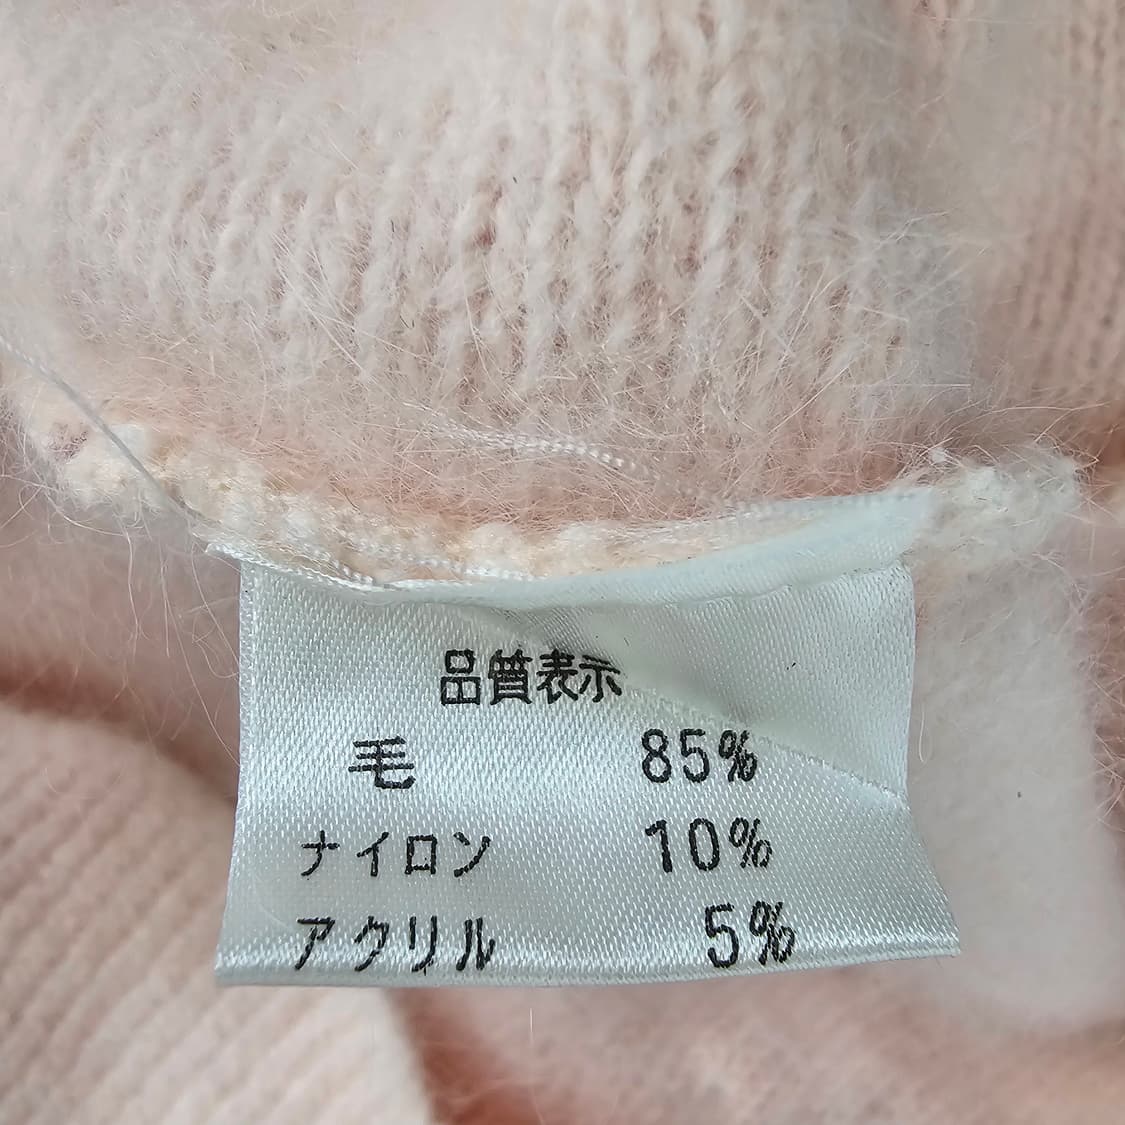 品質表示
毛 85%
ナイロン 10%
アクリル 5%